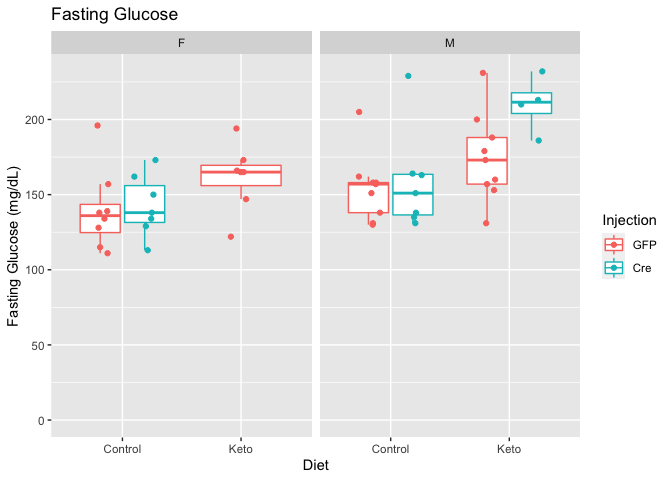 Fasting Glucose
F
M
200
150
100
50
0
Fasting Glucose (mg/dL)
Control
Keto
Control
Keto
Diet
Injection
GFP
Cre